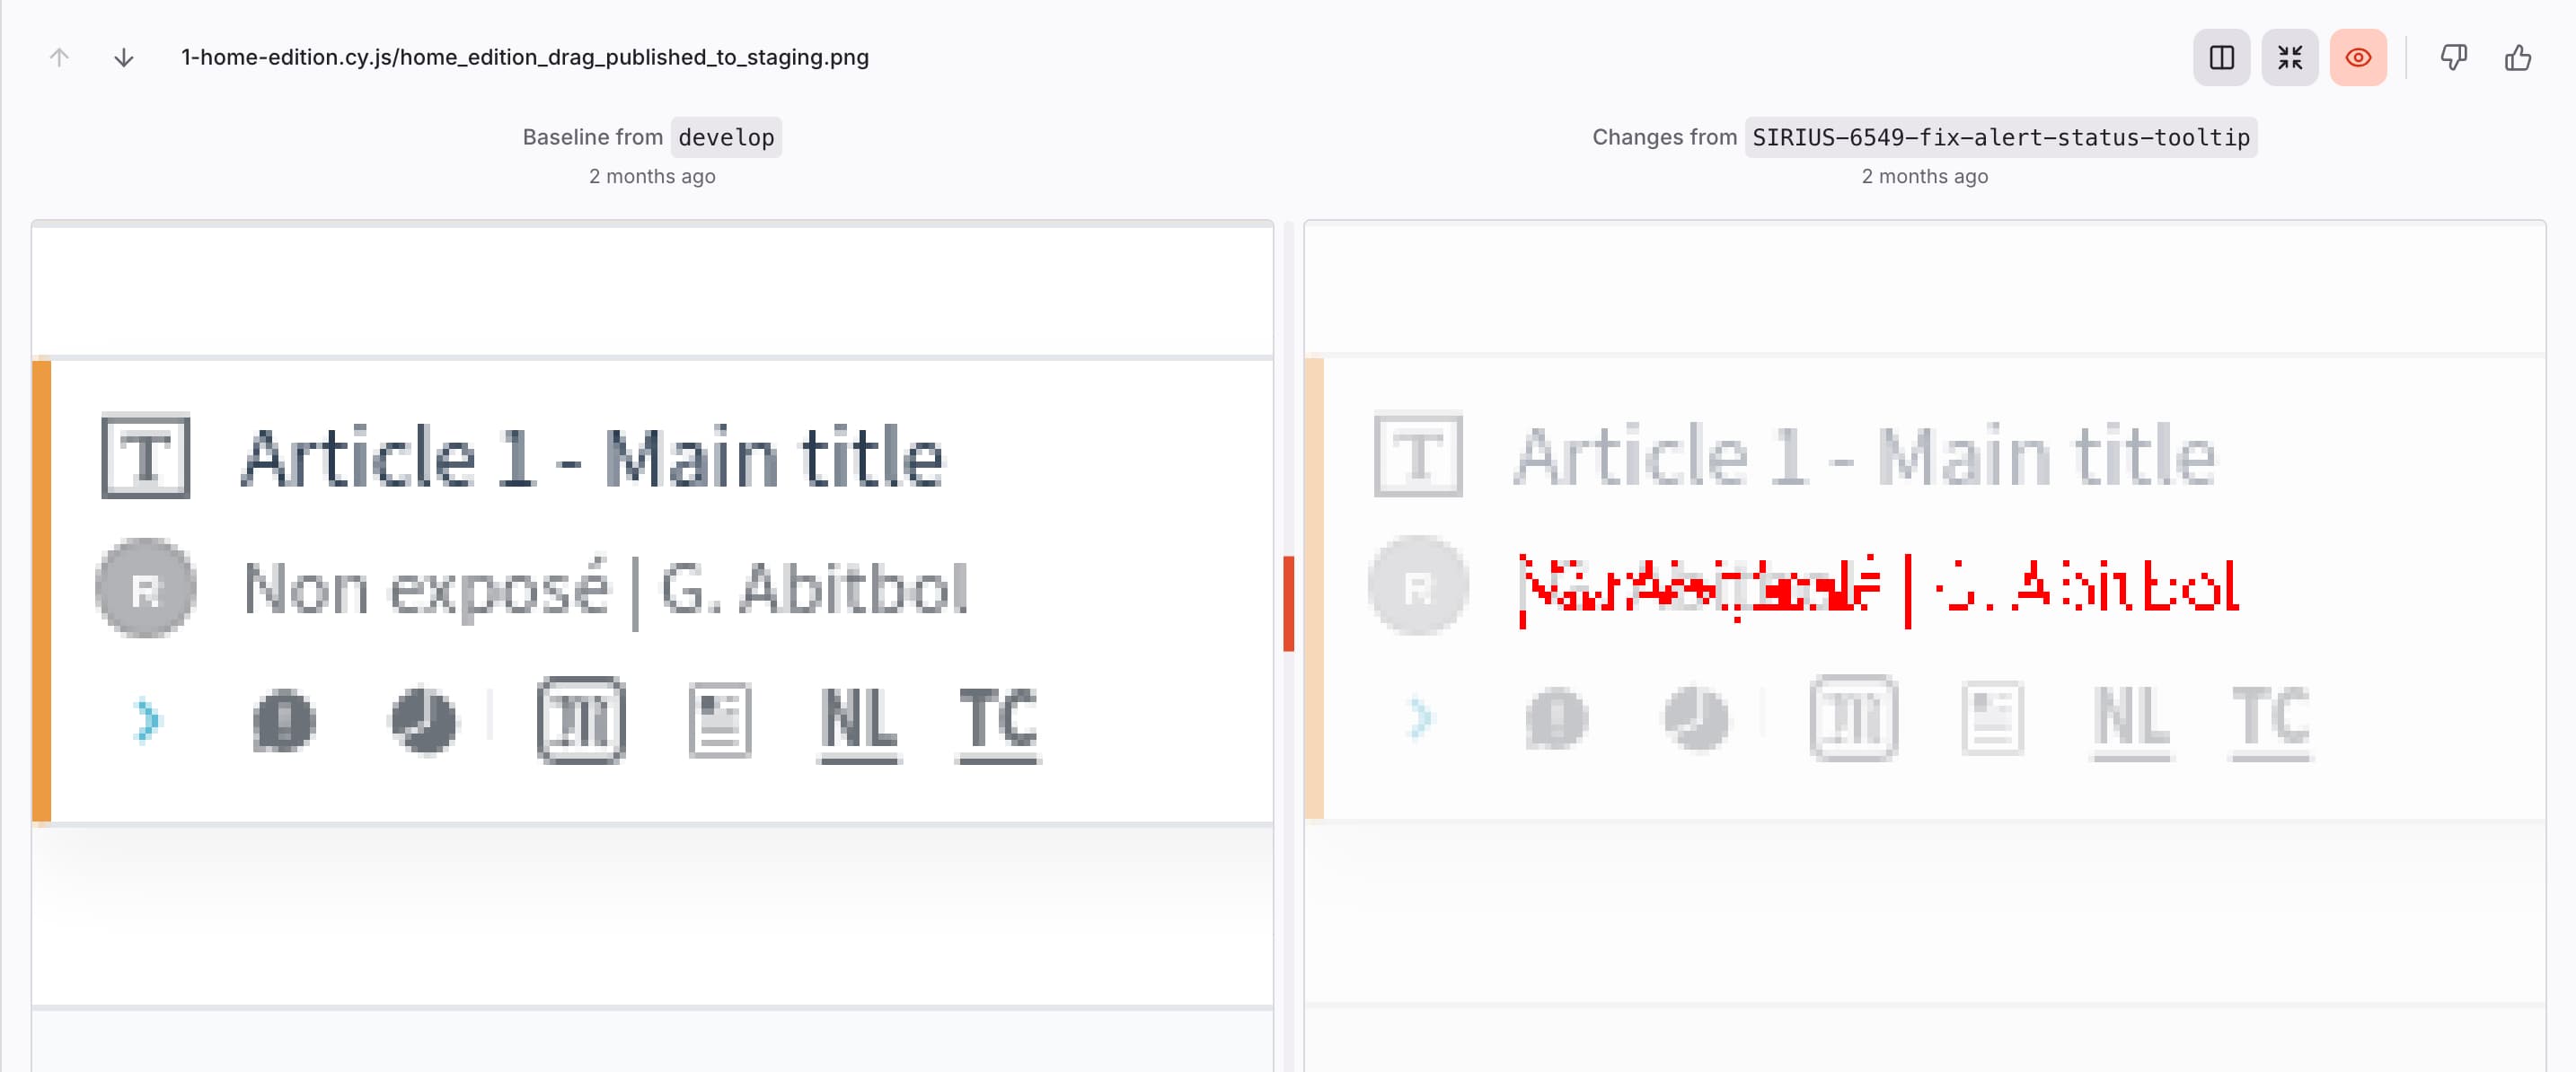 1-home-edition.cy.js/home_edition_drag_published_to_staging.png
Baseline from develop
2 months ago
Changes from SIRIUS-6549-fix-alert-status-tooltip
2 months ago
T Article 1 - Main title
R Non exposé | G. Abitbol
m NL TC
T Article 1 - Main title
R | G. Abitbol
m NL TC